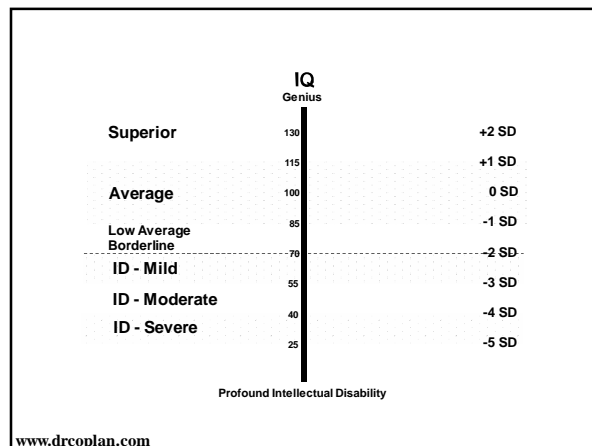 IQ
Genius
Superior 130 +2 SD
115 +1 SD
Average 100 0 SD
85 -1 SD
Low Average
Borderline
70 -2 SD
ID - Mild
55 -3 SD
ID - Moderate
40 -4 SD
ID - Severe
25 -5 SD
Profound Intellectual Disability
www.drcoplan.com